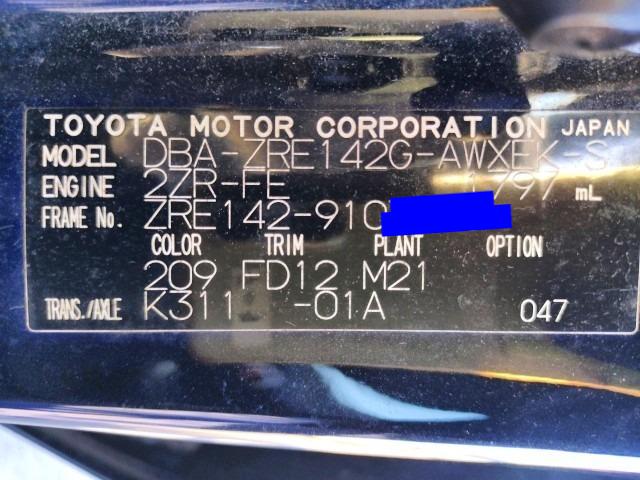 TOYOTA MOTOR CORPORATION JAPAN
MODEL DBA-ZRE142G-AWXEK-S
ENGINE 2ZR-FE 1797 mL
FRAME No. ZRE142-910
COLOR TRIM PLANT OPTION
209 FD12 M21
TRANS./AXLE K311 -01A 047